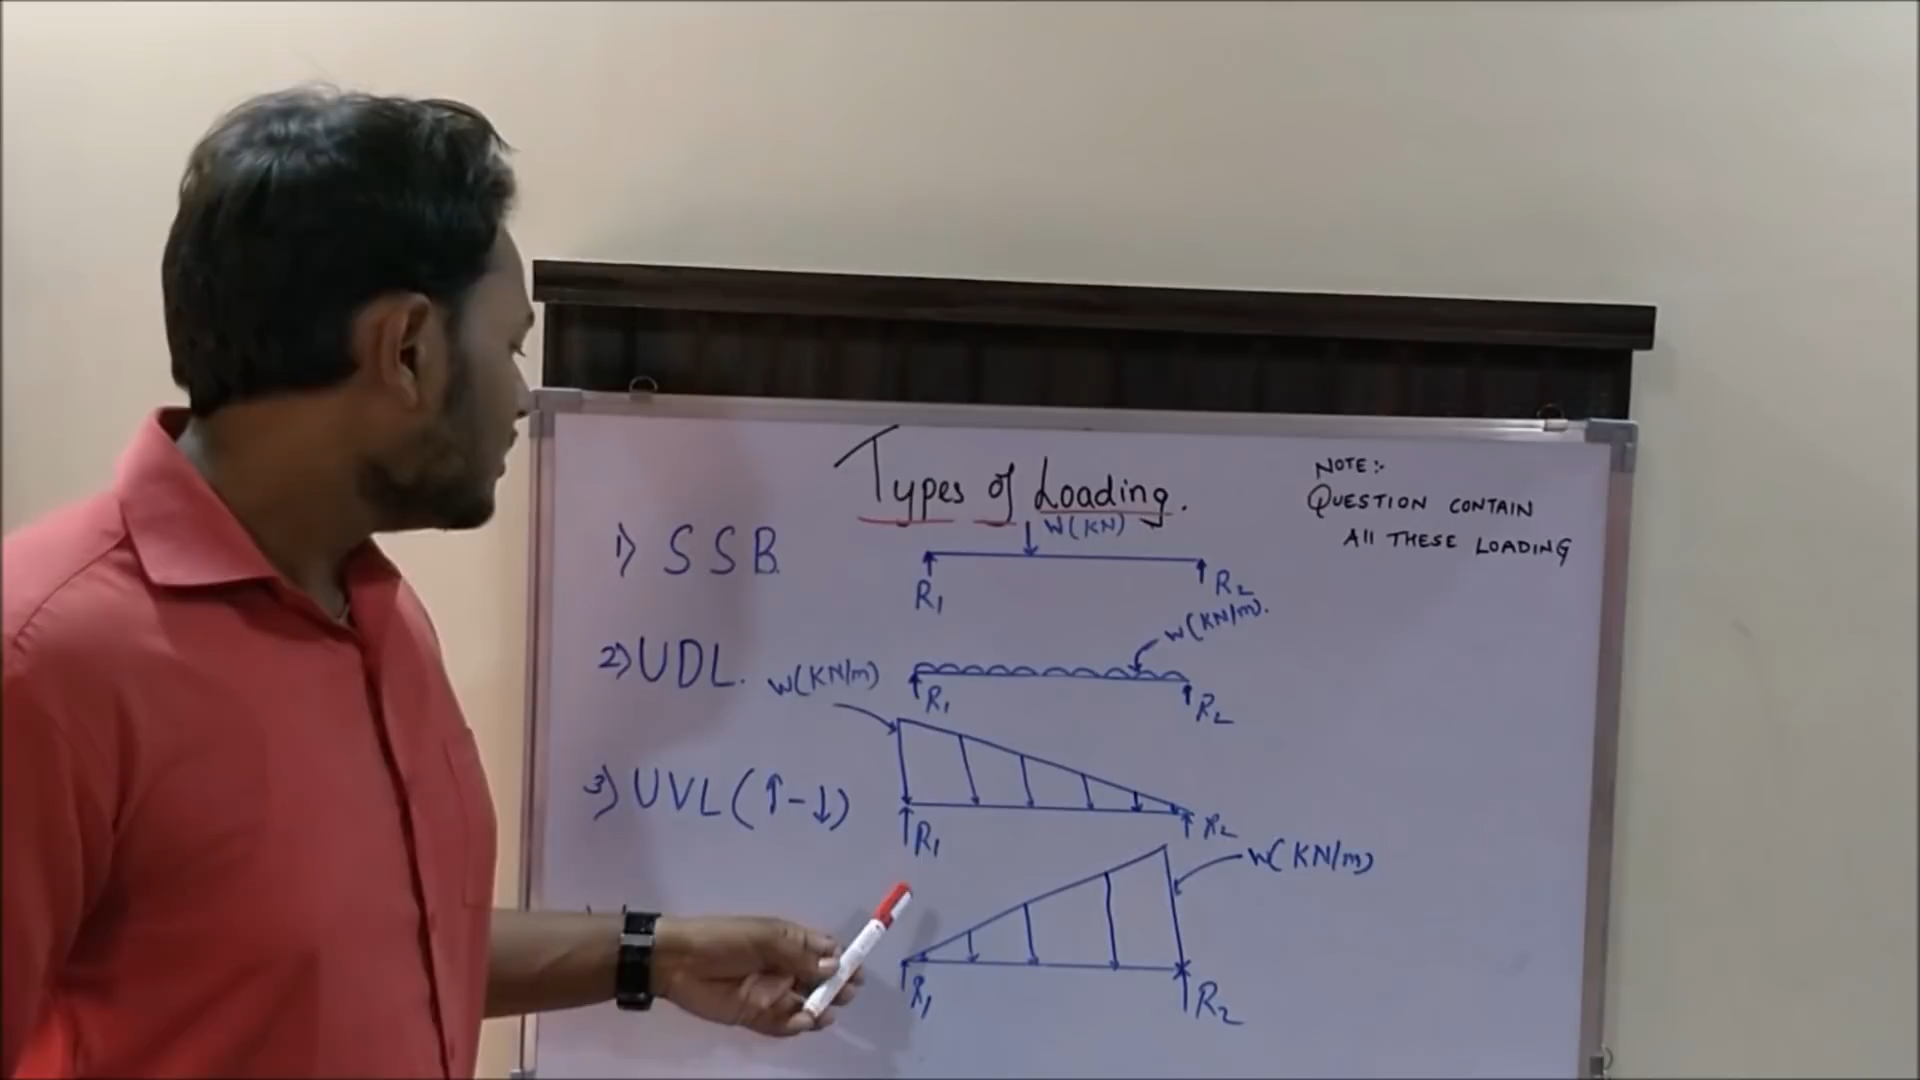 Types of Loading.
NOTE:-
QUESTION CONTAIN
All THESE LOADING
1) SSB
W(KN)
R1
R2
2) UDL.
W(KN/m).
R1
R2
W(KN/m)
3) UVL(↑-↓)
R1
R2
W(KN/m)
R1
R2